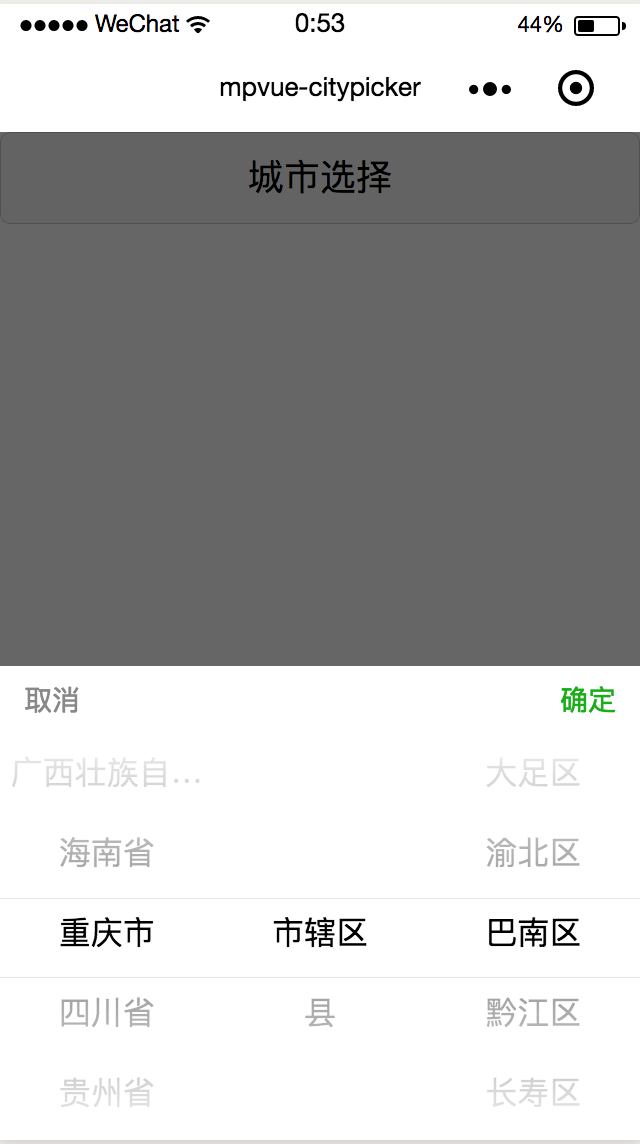 WeChat 0:53 44%
mpvue-citypicker
城市选择
取消 确定
广西壮族自... 大足区
海南省 渝北区
重庆市 市辖区 巴南区
四川省 县 黔江区
贵州省 长寿区